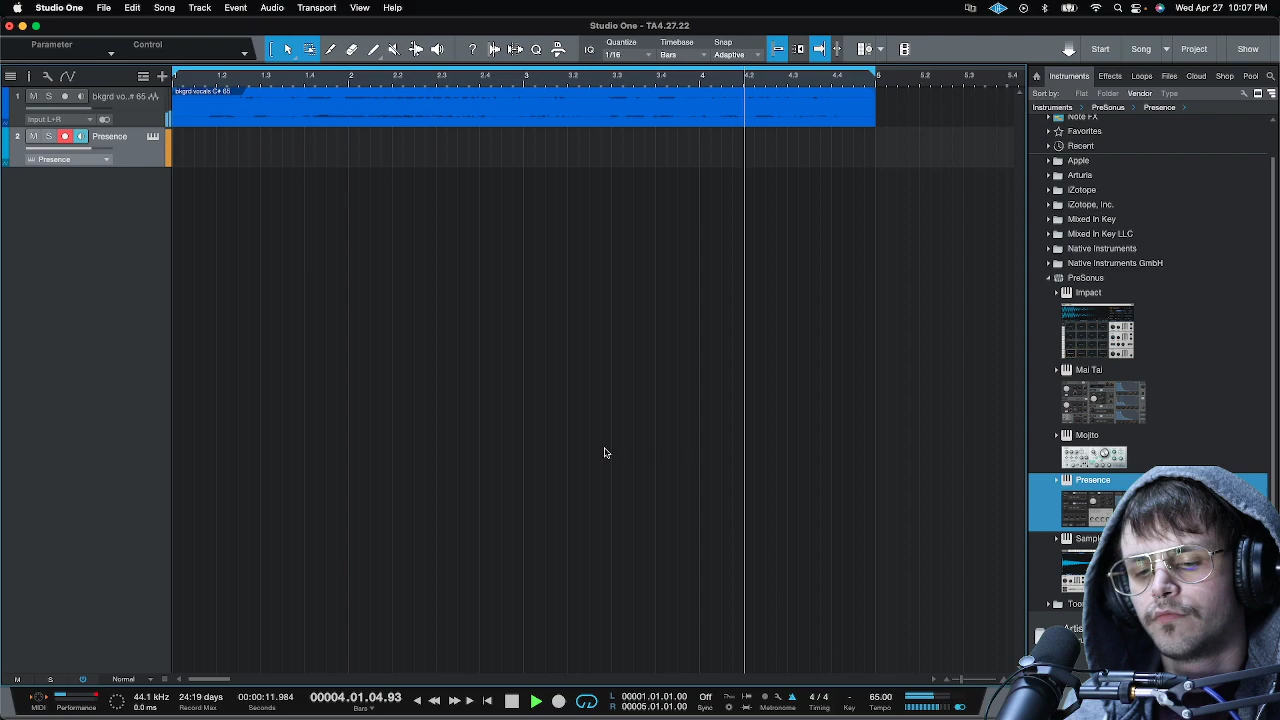 Studio One File Edit Song Track Event Audio Transport View Help Wed Apr 27 10:07 PM
Studio One - TA4.27.22
Parameter Control
IQ Quantize 1/16 Timebase Bars Snap Adaptive Start Song Project Show
1.2 1.3 1.4 2 2.2 2.3 2.4 3 3.2 3.3 3.4 4 4.2 4.3 4.4 5 5.2 5.3 5.4
Instruments Effects Loops Files Cloud Shop Pool
Sort by: Flat Folder Vendor Type
Instruments PreSonus Presence
1 M S bkgrd vo...# 65
bkgrd vocals C# 65
Input L+R
2 M S Presence
Presence
Note FX
Favorites
Recent
Apple
Arturia
iZotope
iZotope, Inc.
Mixed In Key
Mixed In Key LLC
Native Instruments
Native Instruments GmbH
PreSonus
Impact
Mai Tai
Mojito
Presence
M S Normal
MIDI Performance
44.1 kHz 0.0 ms
24:19 days Record Max
00:00:11.984 Seconds
00004.01.04.93 Bars
L 00001.01.01.00
R 00005.01.01.00
Off Sync
Metronome
4 / 4 Timing
Key
65.00 Tempo